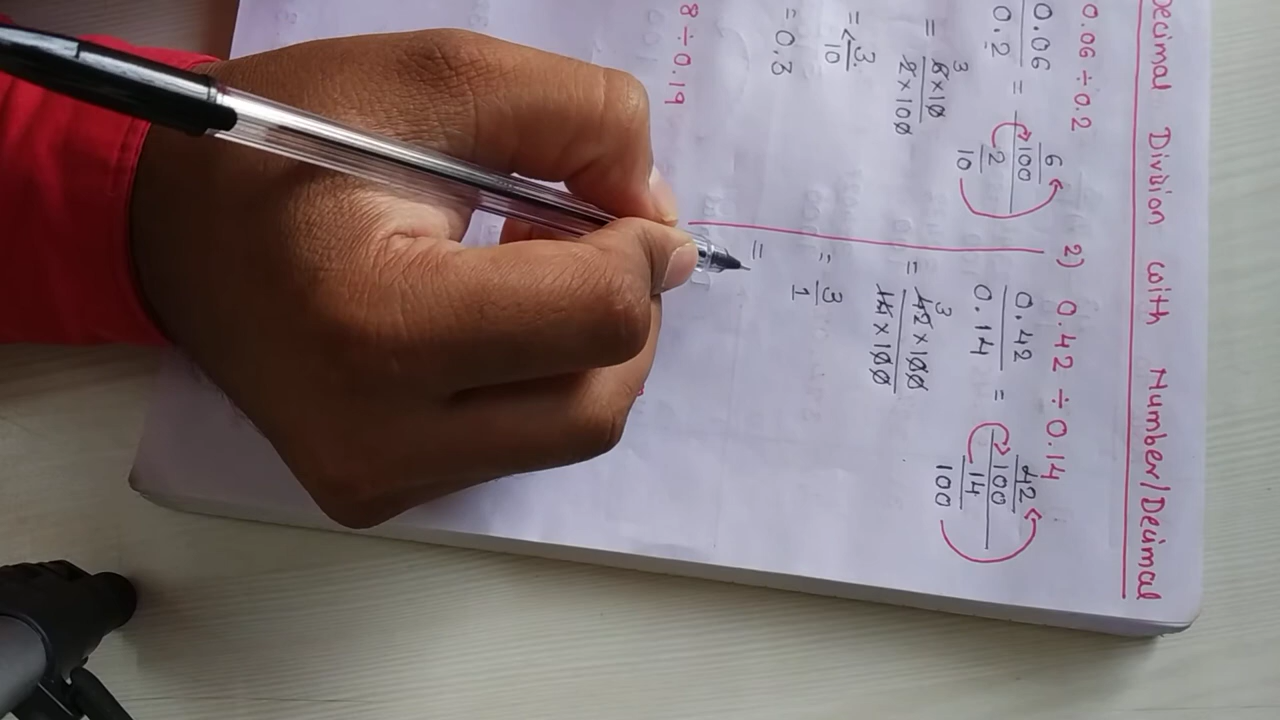 Decimal Division with Number/Decimal
0.06 ÷ 0.2
0.06/0.2 = 6/100 / 2/10
= 6×10/2×100
3
= 3/10
= 0.3
2) 0.42 ÷ 0.14
0.42/0.14 = 42/100 / 14/100
= 42×100/14×100
3
= 3/1
=
8 ÷ 0.19